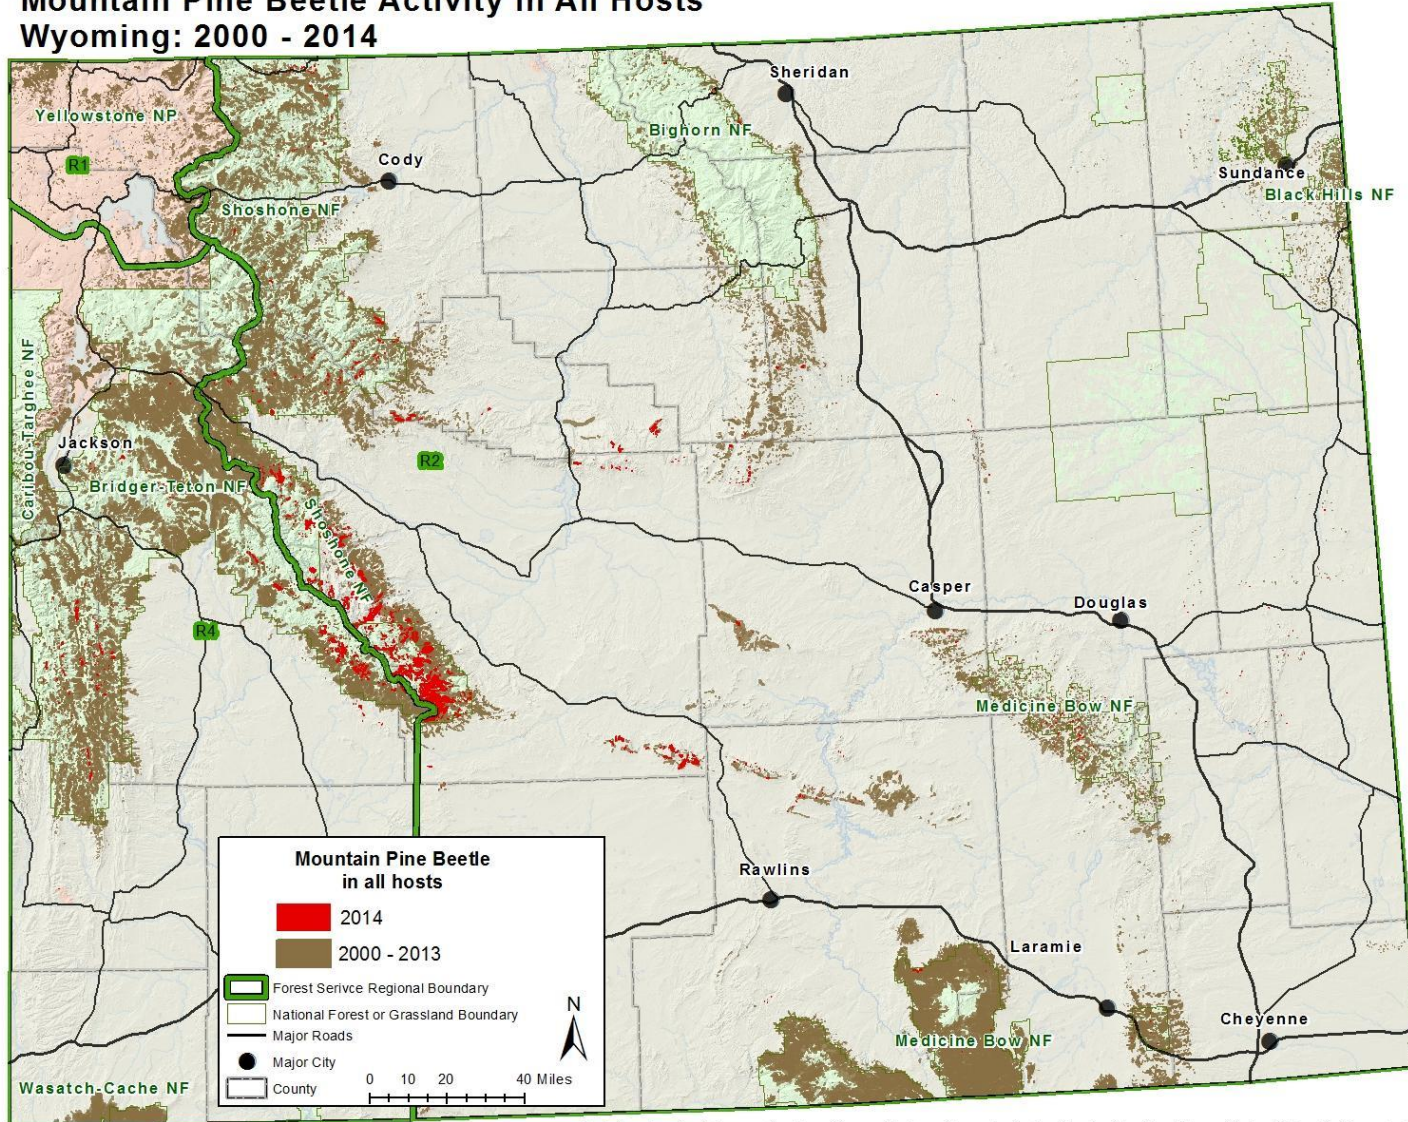 Mountain Pine Beetle Activity in All Hosts
Wyoming: 2000 - 2014
Sheridan
Yellowstone NP
Bighorn NF
R1
Cody
Sundance
Black Hills NF
Shoshone NF
Caribou-Targhee NF
Jackson
R2
Bridger-Teton NF
Shoshone NF
Casper
Douglas
R4
Medicine Bow NF
Rawlins
Laramie
Cheyenne
Medicine Bow NF
Wasatch-Cache NF
Mountain Pine Beetle
in all hosts
2014
2000 - 2013
Forest Serivce Regional Boundary
National Forest or Grassland Boundary
Major Roads
Major City
County
N
0 10 20 40 Miles